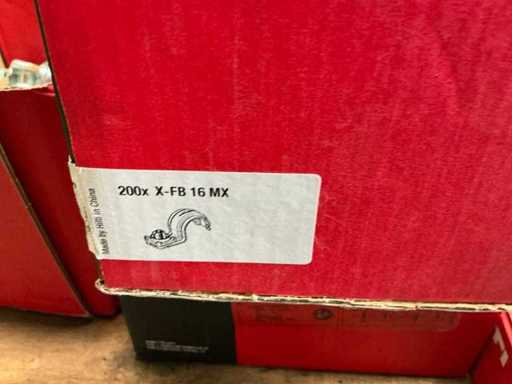 200x X-FB 16 MX
Made by Hilti in China